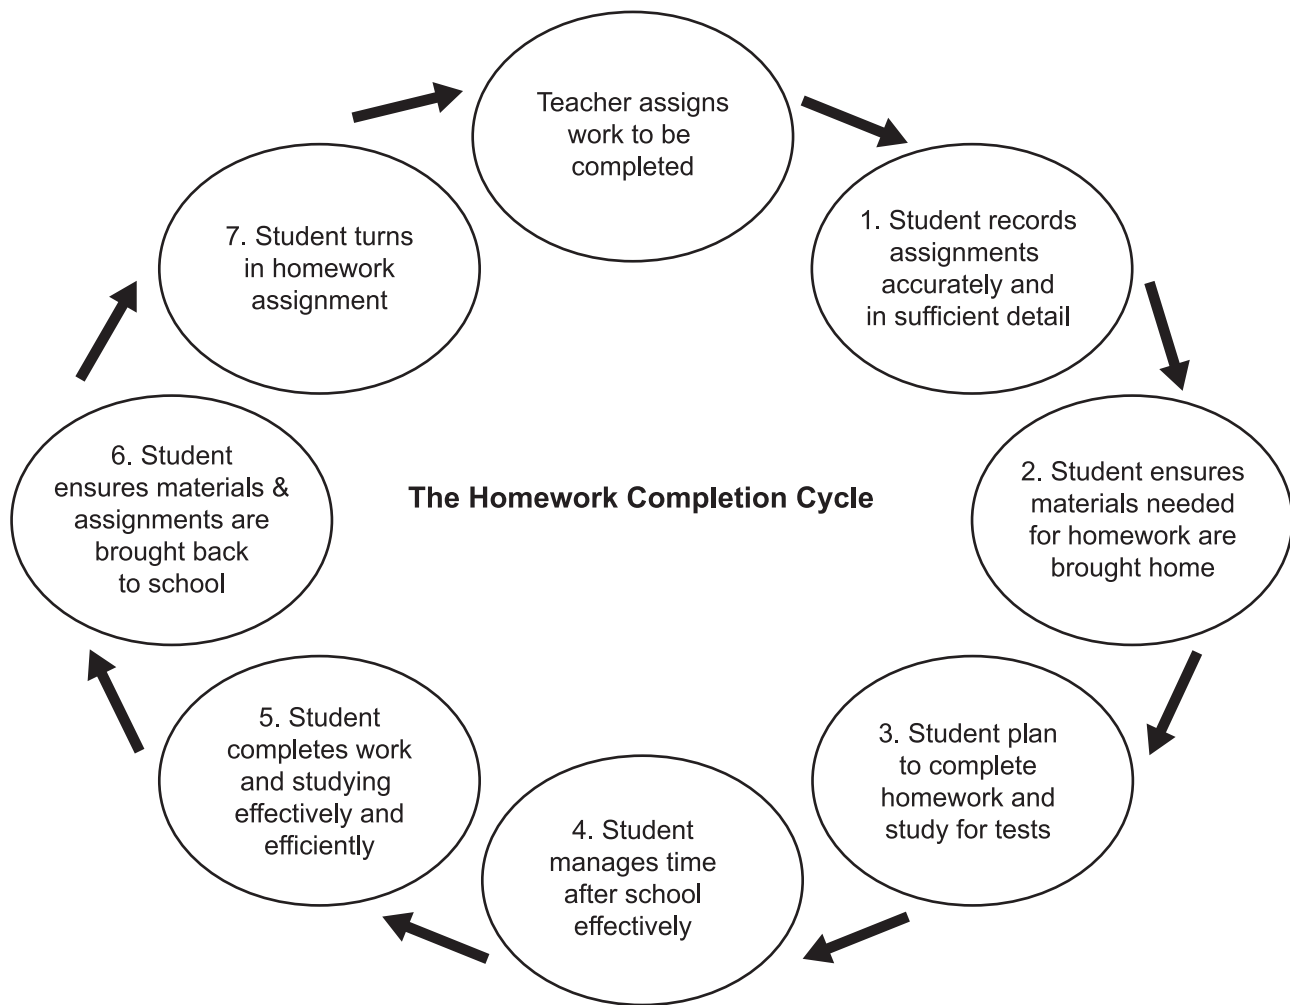 Teacher assigns
work to be
completed
1. Student records
assignments
accurately and
in sufficient detail
2. Student ensures
materials needed
for homework are
brought home
3. Student plan
to complete
homework and
study for tests
4. Student
manages time
after school
effectively
5. Student
completes work
and studying
effectively and
efficiently
6. Student
ensures materials &
assignments are
brought back
to school
7. Student turns
in homework
assignment
The Homework Completion Cycle